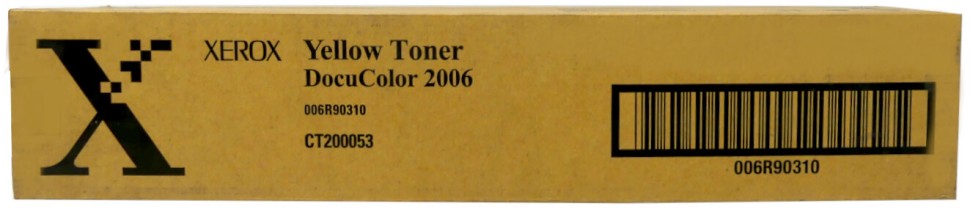 XEROX
Yellow Toner
DocuColor 2006
006R90310
CT200053
006R90310